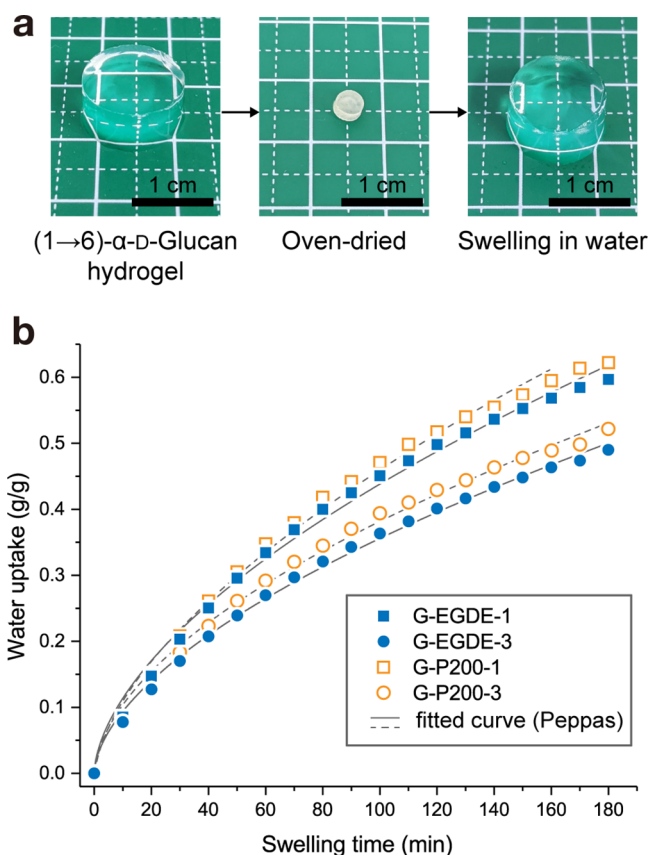 a
1 cm
1 cm
1 cm
(1→6)-α-D-Glucan
hydrogel
Oven-dried
Swelling in water
b
Water uptake (g/g)
0.6
0.5
0.4
0.3
0.2
0.1
0.0
G-EGDE-1
G-EGDE-3
G-P200-1
G-P200-3
fitted curve (Peppas)
0 20 40 60 80 100 120 140 160 180
Swelling time (min)